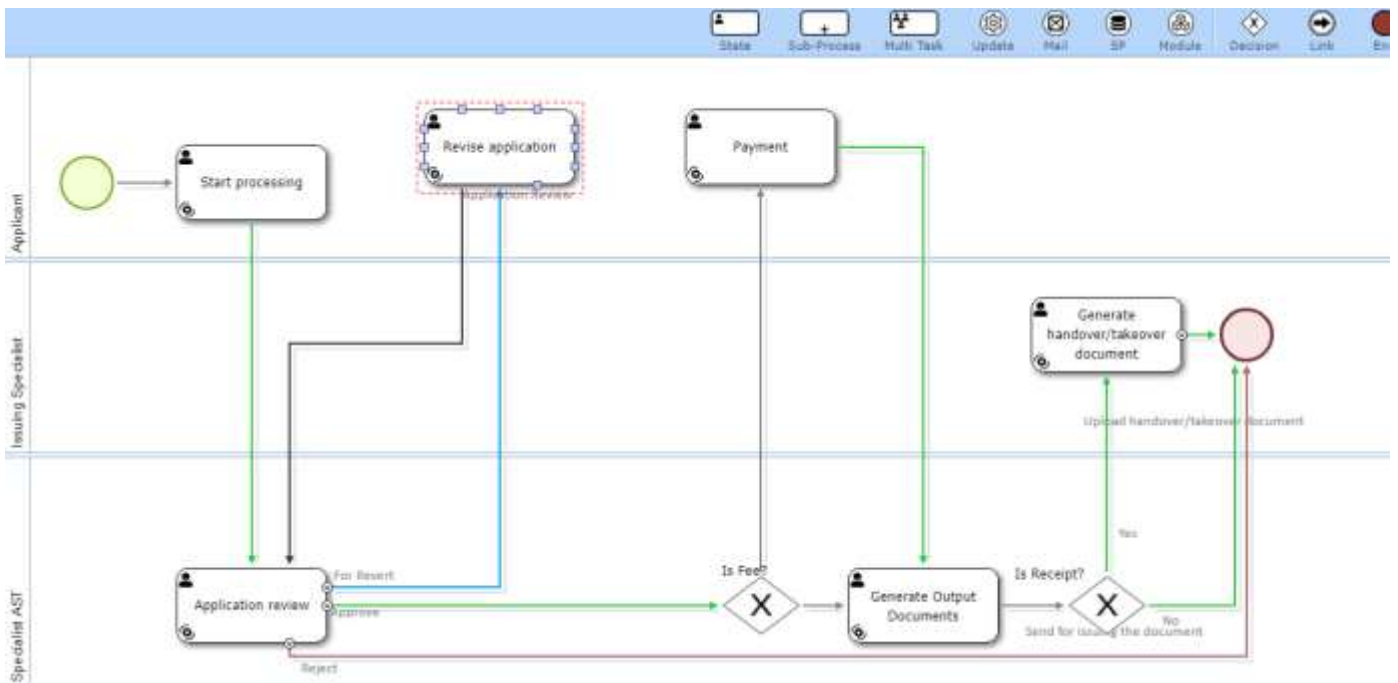 State
Sub-Process
Multi Task
Update
Mail
SP
Module
Decision
Link
Applicant
Start processing
Revise application
Application Review
Payment
Issuing Specialist
Generate
handover/takeover
document
Upload handover/takeover document
Yes
Specialist AST
Application review
For Revert
Approve
Reject
Is Fee?
X
Generate Output
Documents
Is Receipt?
X
No
Send for issuing the document